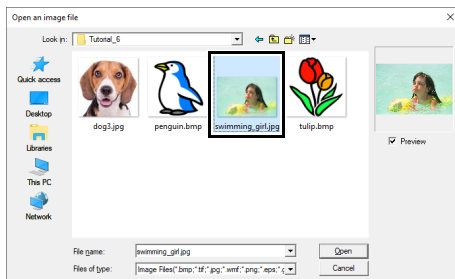 Open an image file
Look in: Tutorial_6
Quick access
Desktop
Libraries
This PC
Network
dog3.jpg penguin.bmp swimming_girl.jpg tulip.bmp
Preview
File name: swimming_girl.jpg Open
Files of type: Image Files(*.bmp;*.tif;*.jpg;*.wmf;*.png;*.eps;*.g Cancel